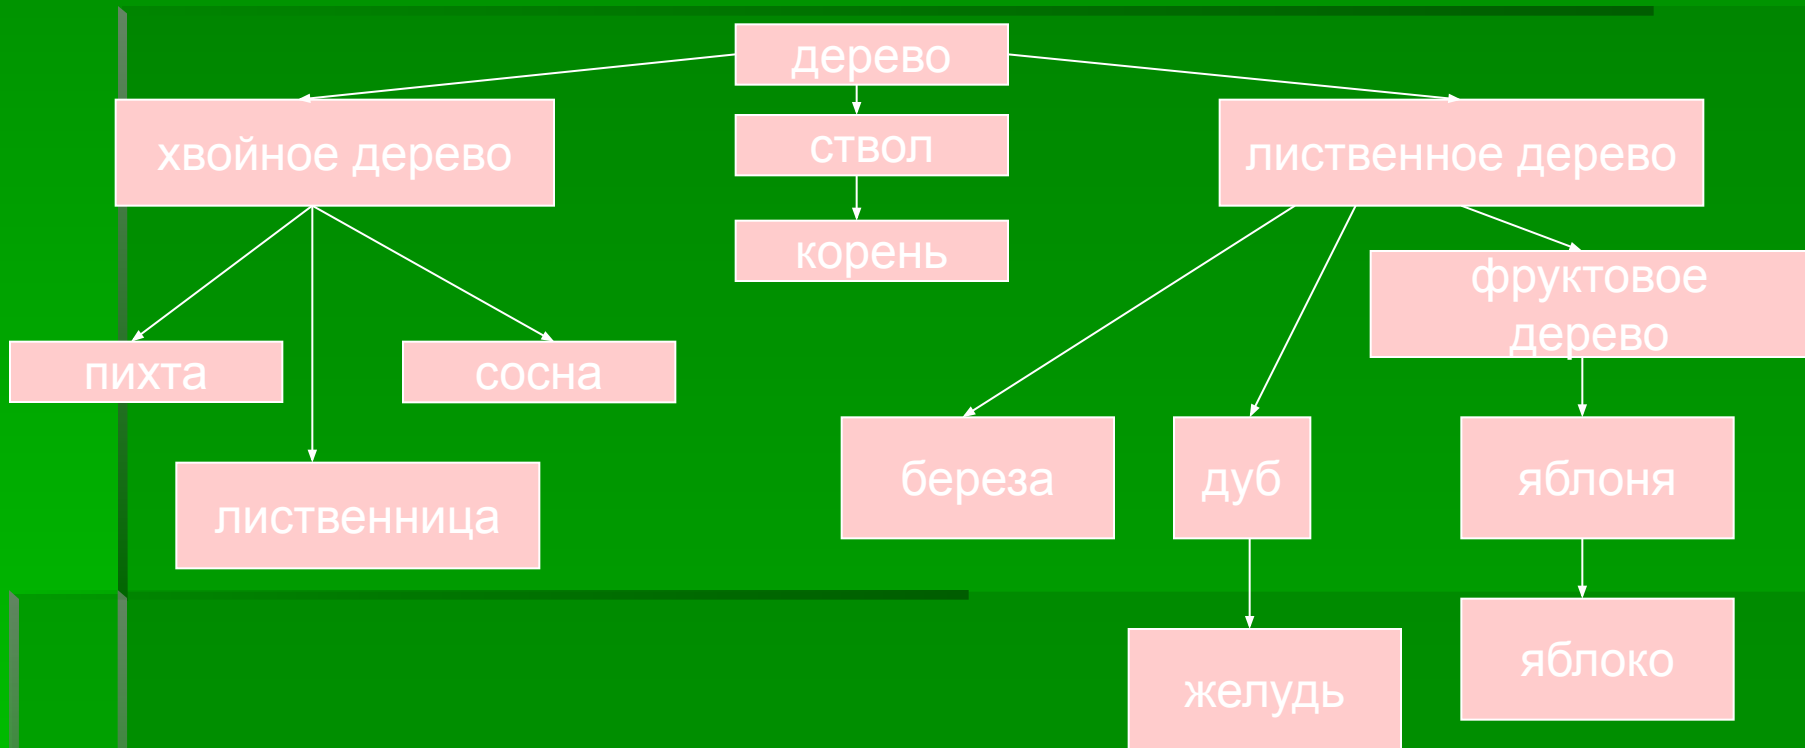 дерево
хвойное дерево
ствол
лиственное дерево
корень
фруктовое
дерево
пихта
сосна
береза
дуб
яблоня
лиственница
яблоко
желудь